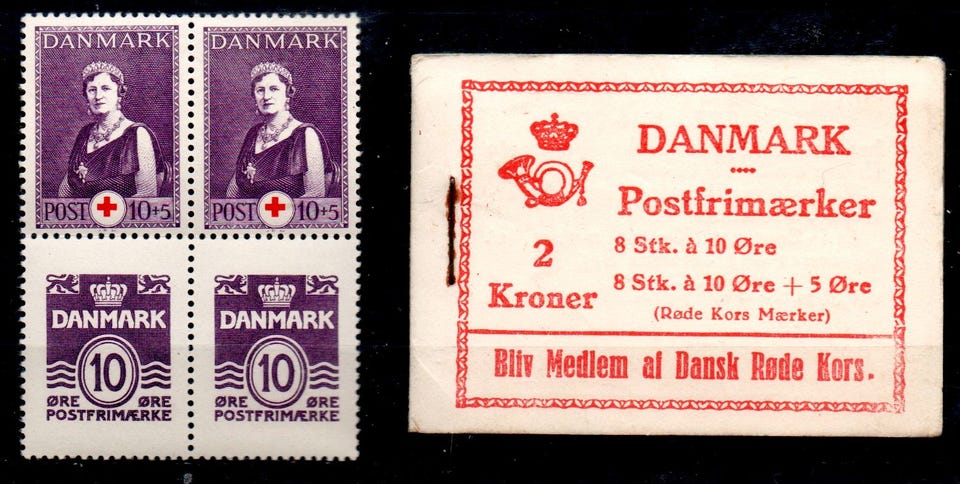 DANMARK
POST 10+5
DANMARK
POST 10+5
DANMARK
10
ØRE ØRE
POSTFRIMÆRKE
DANMARK
10
ØRE ØRE
POSTFRIMÆRKE
DANMARK
Postfrimærker
2
Kroner
8 Stk. à 10 Øre
8 Stk. à 10 Øre + 5 Øre
(Røde Kors Mærker)
Bliv Medlem af Dansk Røde Kors.